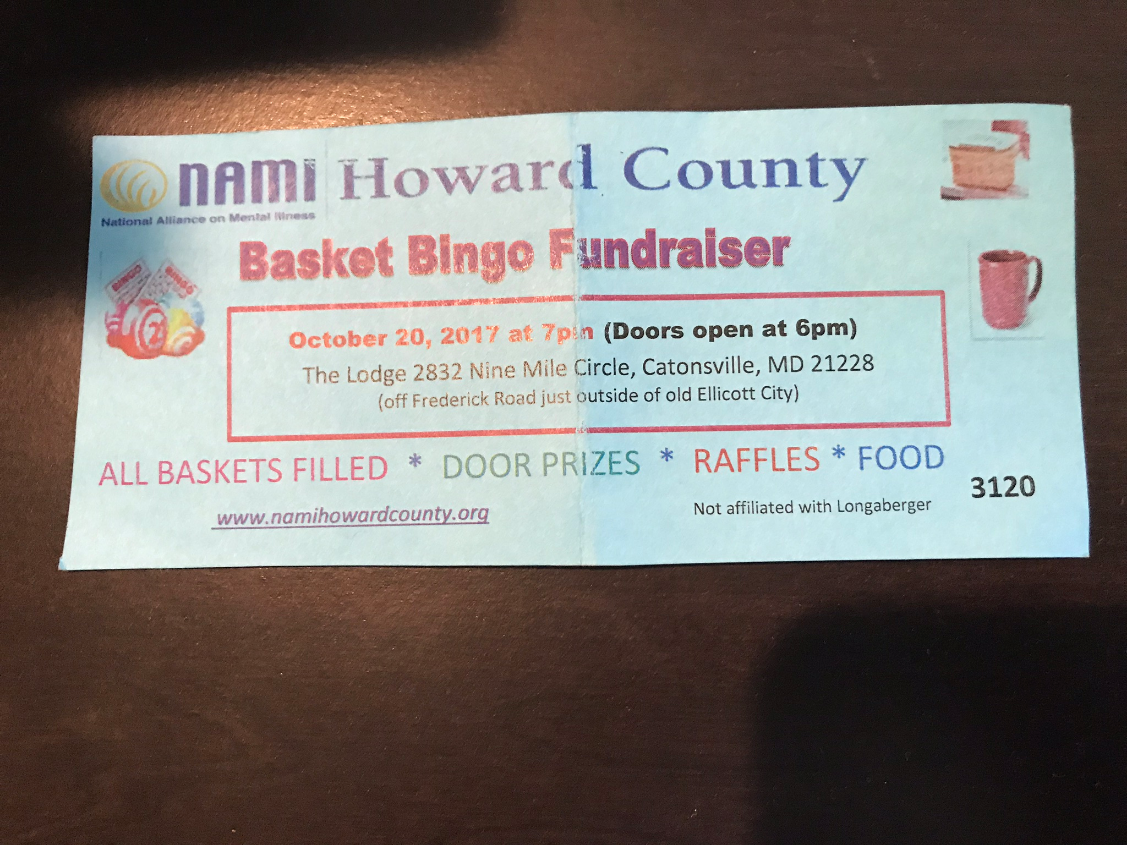 NAMI Howard County
National Alliance on Mental Illness
Basket Bingo Fundraiser
BINGO BINGO
October 20, 2017 at 7pm (Doors open at 6pm)
The Lodge 2832 Nine Mile Circle, Catonsville, MD 21228
(off Frederick Road just outside of old Ellicott City)
ALL BASKETS FILLED * DOOR PRIZES * RAFFLES * FOOD
3120
www.namihowardcounty.org
Not affiliated with Longaberger